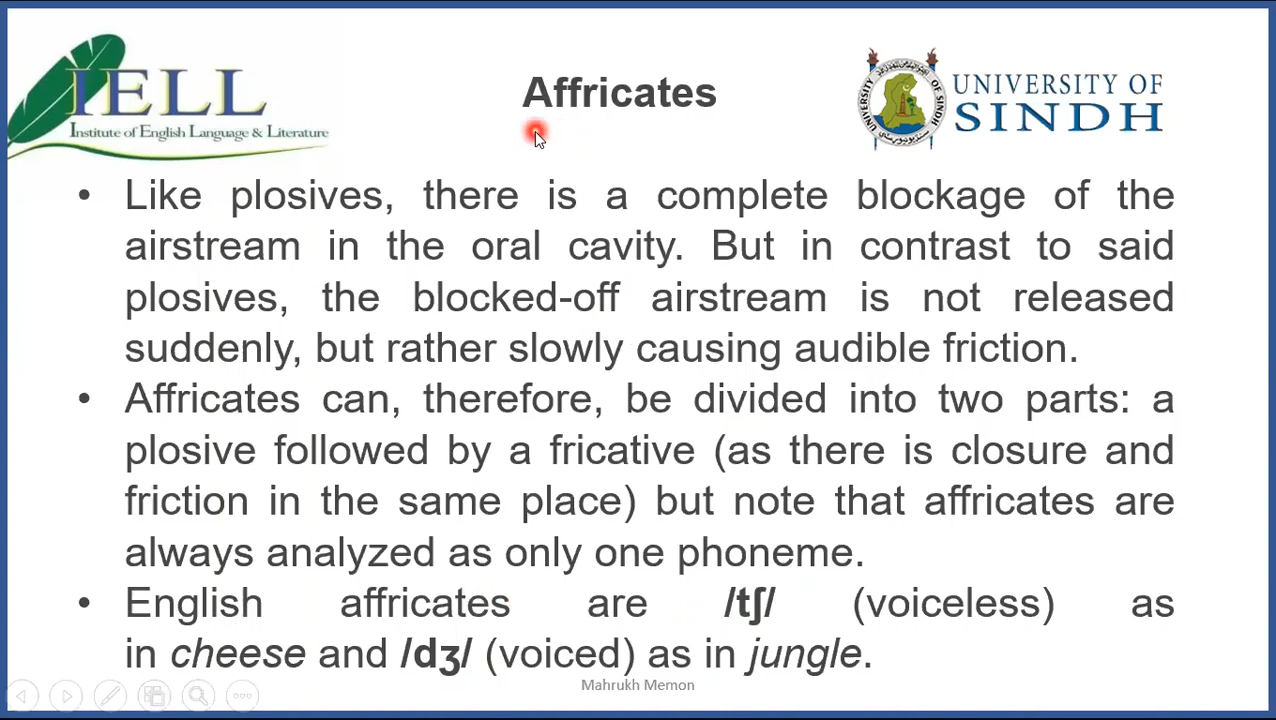 IELL
Institute of English Language & Literature
Affricates
UNIVERSITY OF
SINDH
• Like plosives, there is a complete blockage of the
airstream in the oral cavity. But in contrast to said
plosives, the blocked-off airstream is not released
suddenly, but rather slowly causing audible friction.
• Affricates can, therefore, be divided into two parts: a
plosive followed by a fricative (as there is closure and
friction in the same place) but note that affricates are
always analyzed as only one phoneme.
• English affricates are /tʃ/ (voiceless) as
in cheese and /dʒ/ (voiced) as in jungle.
Mahrukh Memon